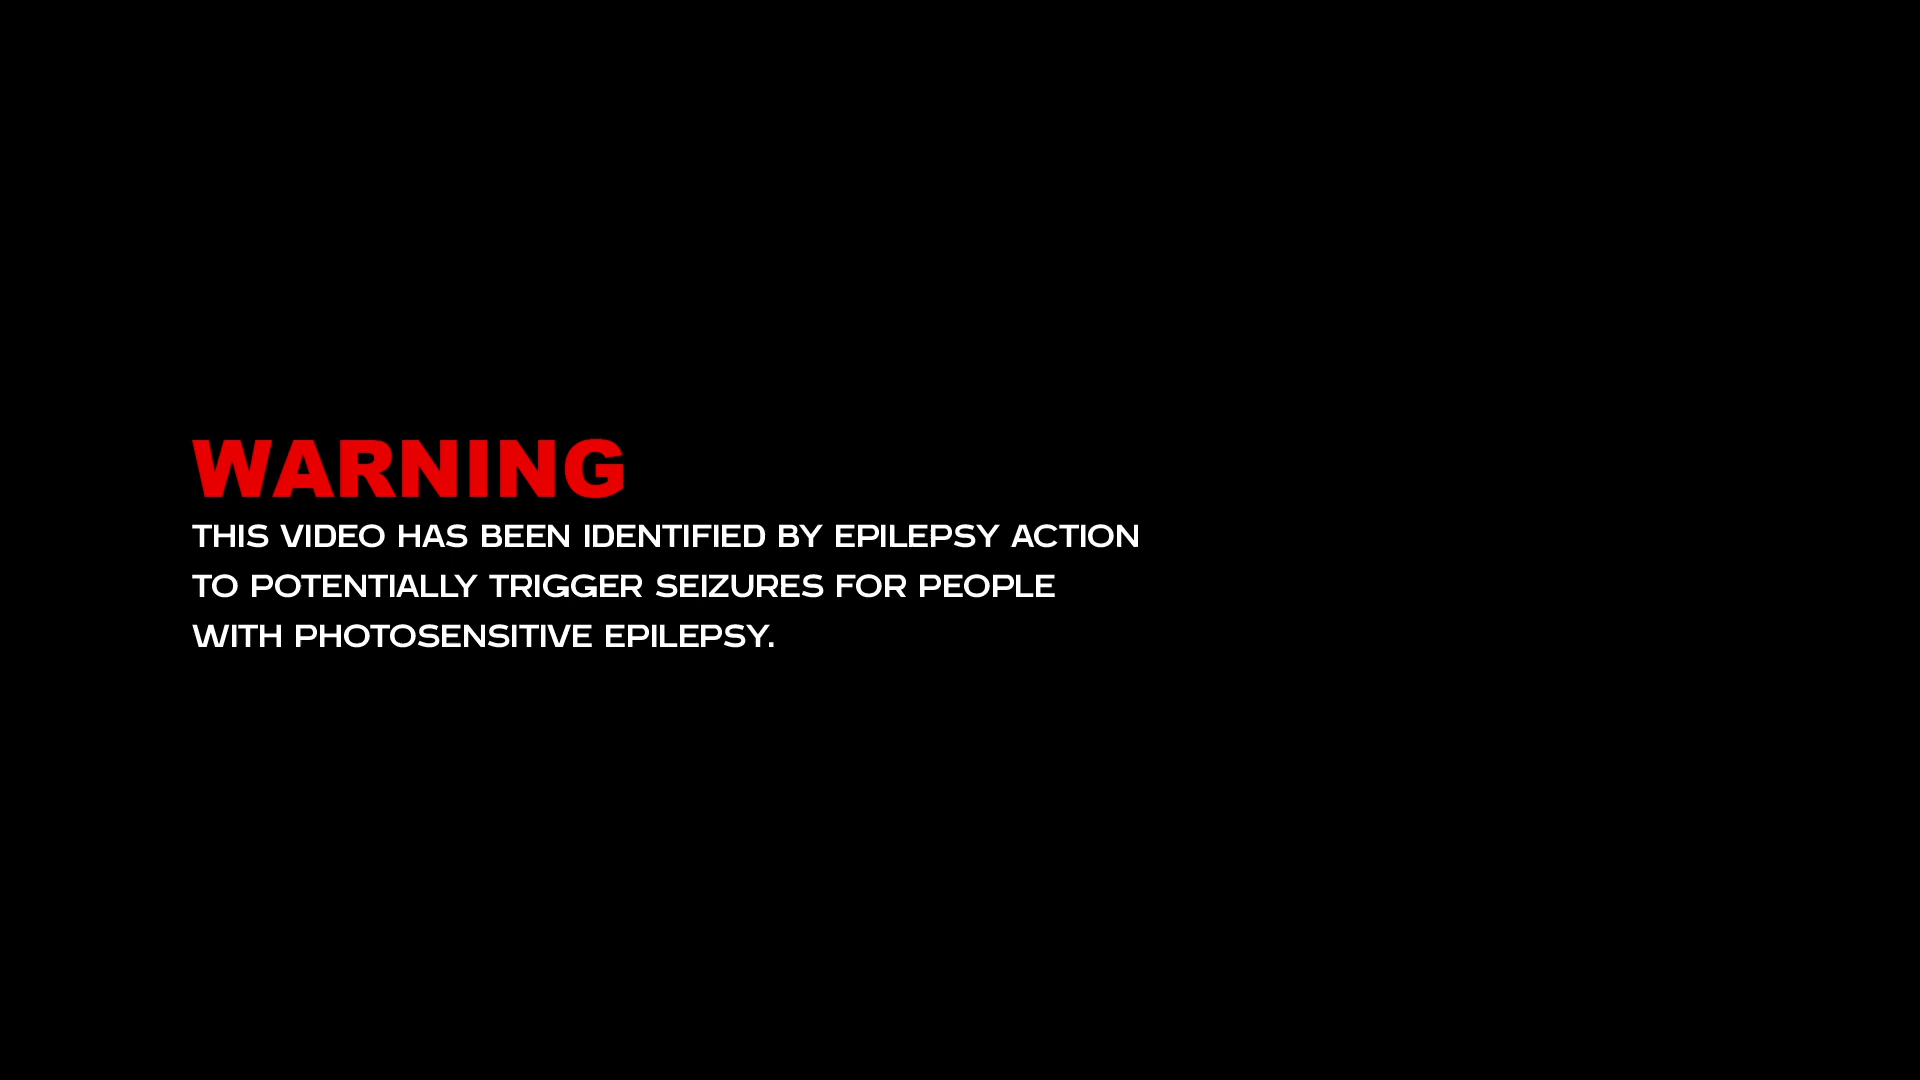 WARNING
THIS VIDEO HAS BEEN IDENTIFIED BY EPILEPSY ACTION
TO POTENTIALLY TRIGGER SEIZURES FOR PEOPLE
WITH PHOTOSENSITIVE EPILEPSY.